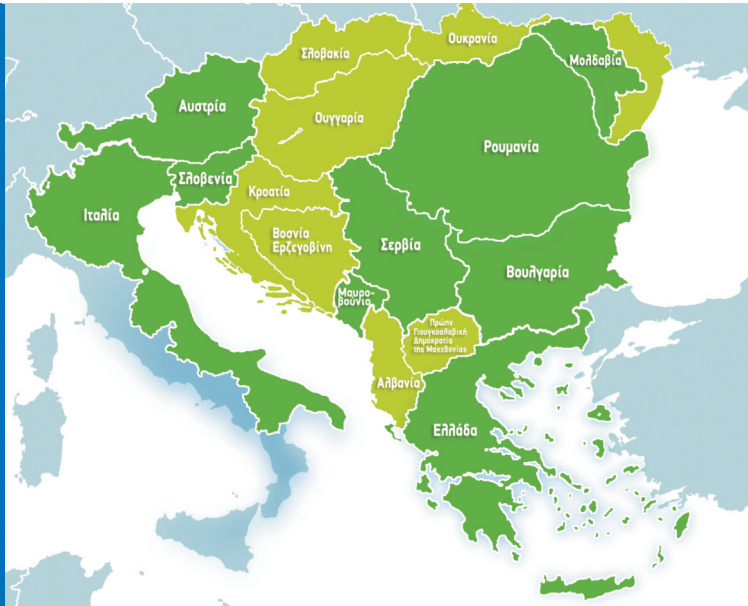 Ουκρανία
Σλοβακία
Μολδαβία
Αυστρία
Ουγγαρία
Ρουμανία
Σλοβενία
Κροατία
Ιταλία
Βοσνία
Ερζεγοβίνη
Σερβία
Βουλγαρία
Μαυρο-
βούνιο
Πρώην
Γιουγκοσλαβική
Δημοκρατία
της Μακεδονίας
Αλβανία
Ελλάδα